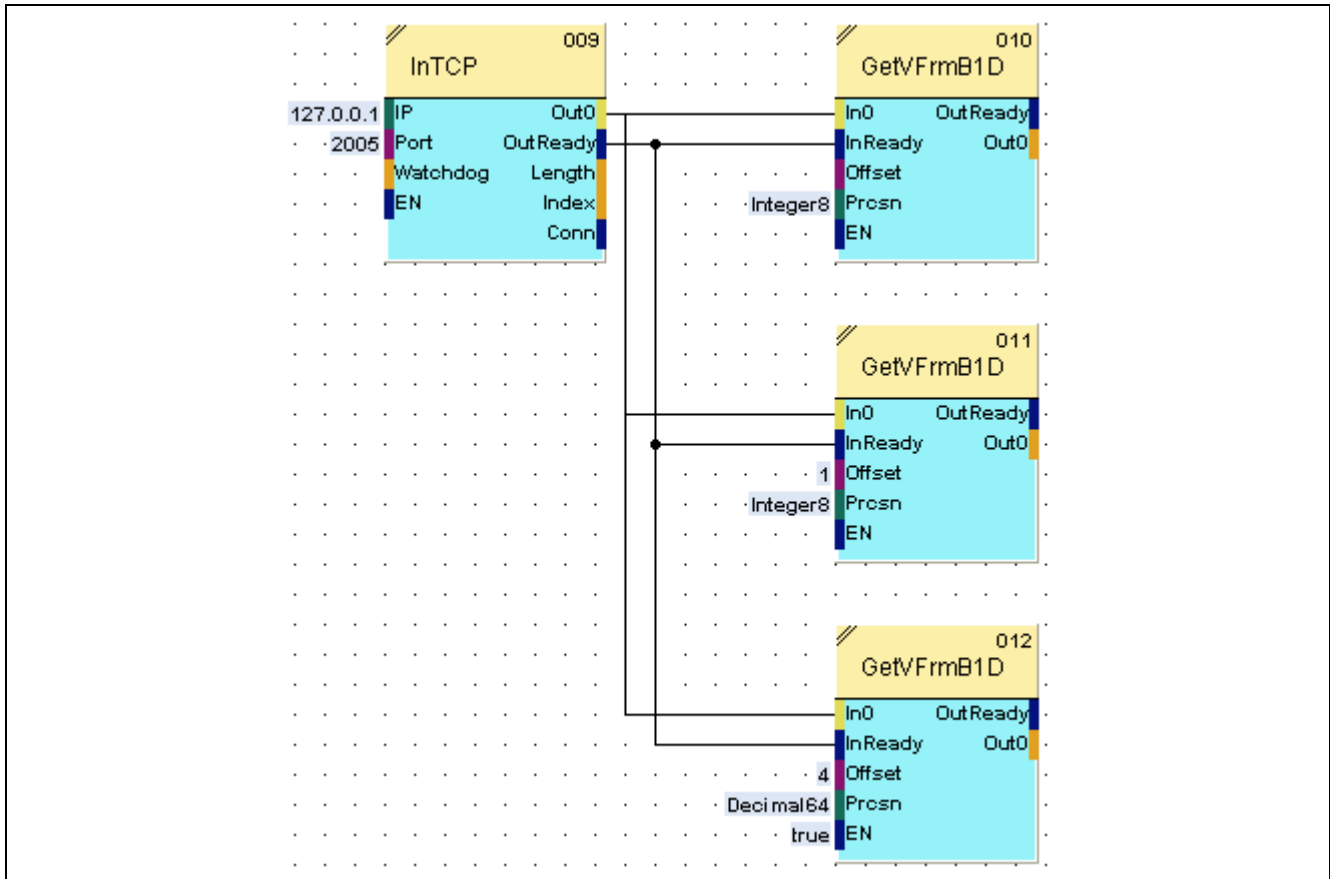 009
InTCP
127.0.0.1 IP Out0
2005 Port OutReady
Watchdog Length
EN Index
Conn
010
GetVFrmB1D
In0 OutReady
InReady Out0
Offset
Integer8 Prcsn
EN
011
GetVFrmB1D
In0 OutReady
InReady Out0
1 Offset
Integer8 Prcsn
EN
012
GetVFrmB1D
In0 OutReady
InReady Out0
4 Offset
Decimal64 Prcsn
true EN